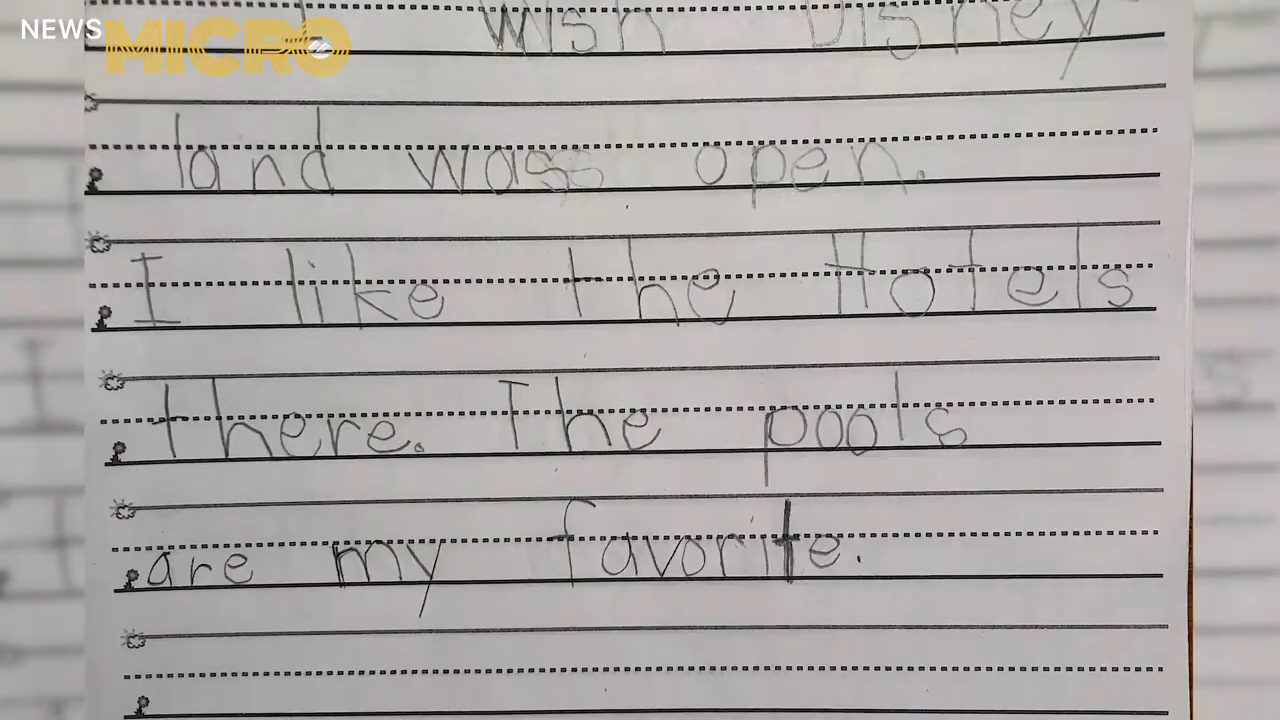 NEWS
MICRO
wish Disney
land wass open.
I like the Hotels
there. The pools
are my favorite.